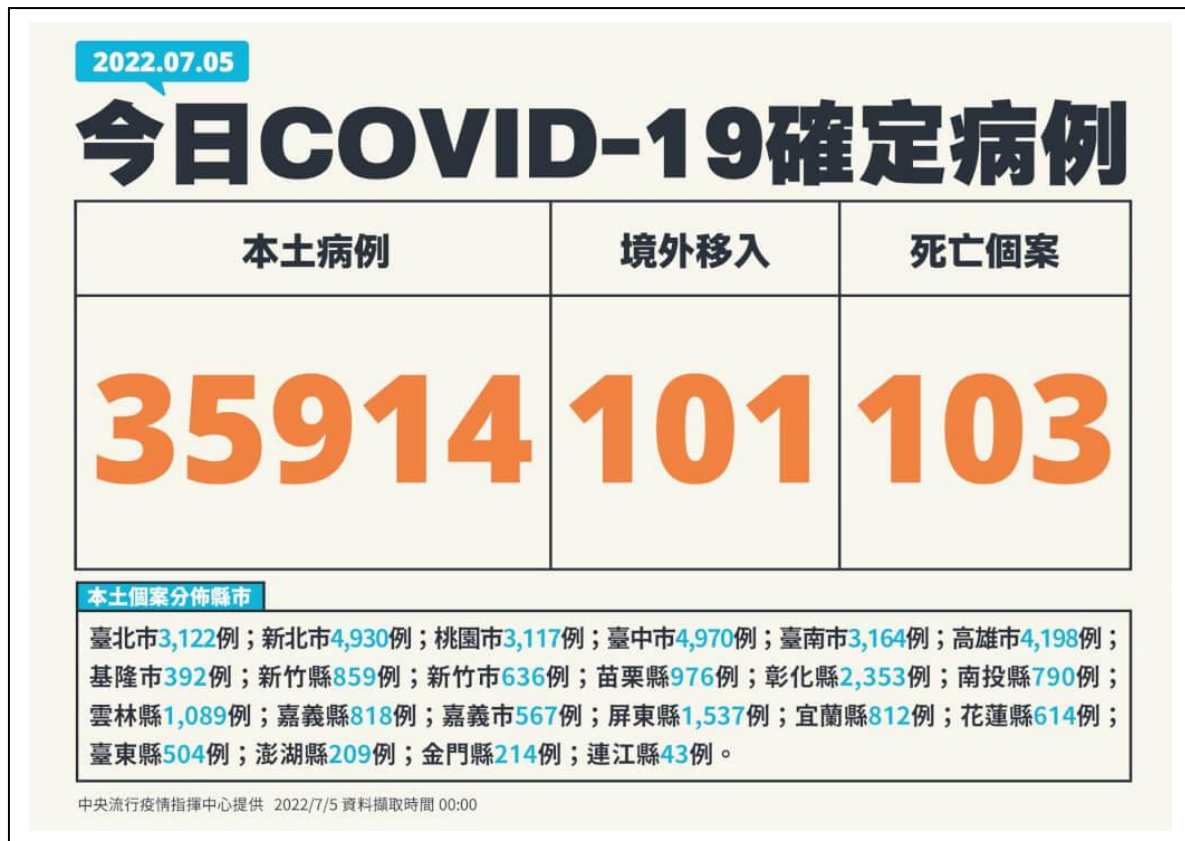 2022.07.05
今日COVID-19確定病例
本土病例 境外移入 死亡個案
35914 101 103
本土個案分佈縣市
臺北市3,122例；新北市4,930例；桃園市3,117例；臺中市4,970例；臺南市3,164例；高雄市4,198例；
基隆市392例；新竹縣859例；新竹市636例；苗栗縣976例；彰化縣2,353例；南投縣790例；
雲林縣1,089例；嘉義縣818例；嘉義市567例；屏東縣1,537例；宜蘭縣812例；花蓮縣614例；
臺東縣504例；澎湖縣209例；金門縣214例；連江縣43例。
中央流行疫情指揮中心提供 2022/7/5 資料擷取時間 00:00